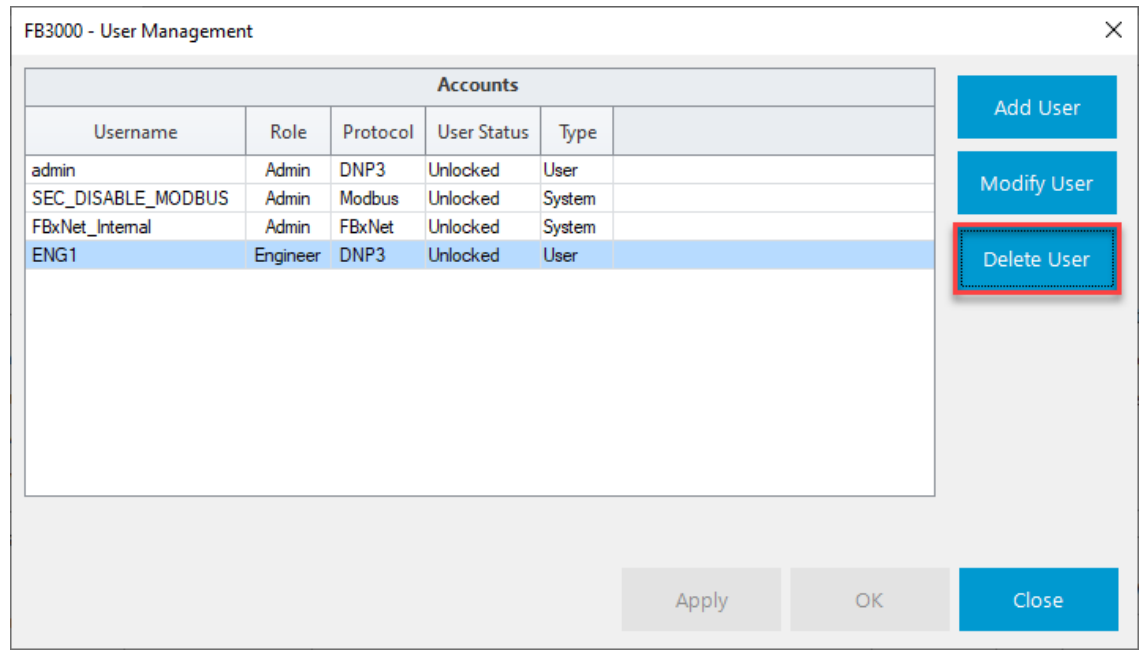 FB3000 - User Management
Accounts
Username Role Protocol User Status Type
admin Admin DNP3 Unlocked User
SEC_DISABLE_MODBUS Admin Modbus Unlocked System
FBxNet_Internal Admin FBxNet Unlocked System
ENG1 Engineer DNP3 Unlocked User
Add User
Modify User
Delete User
Apply OK Close